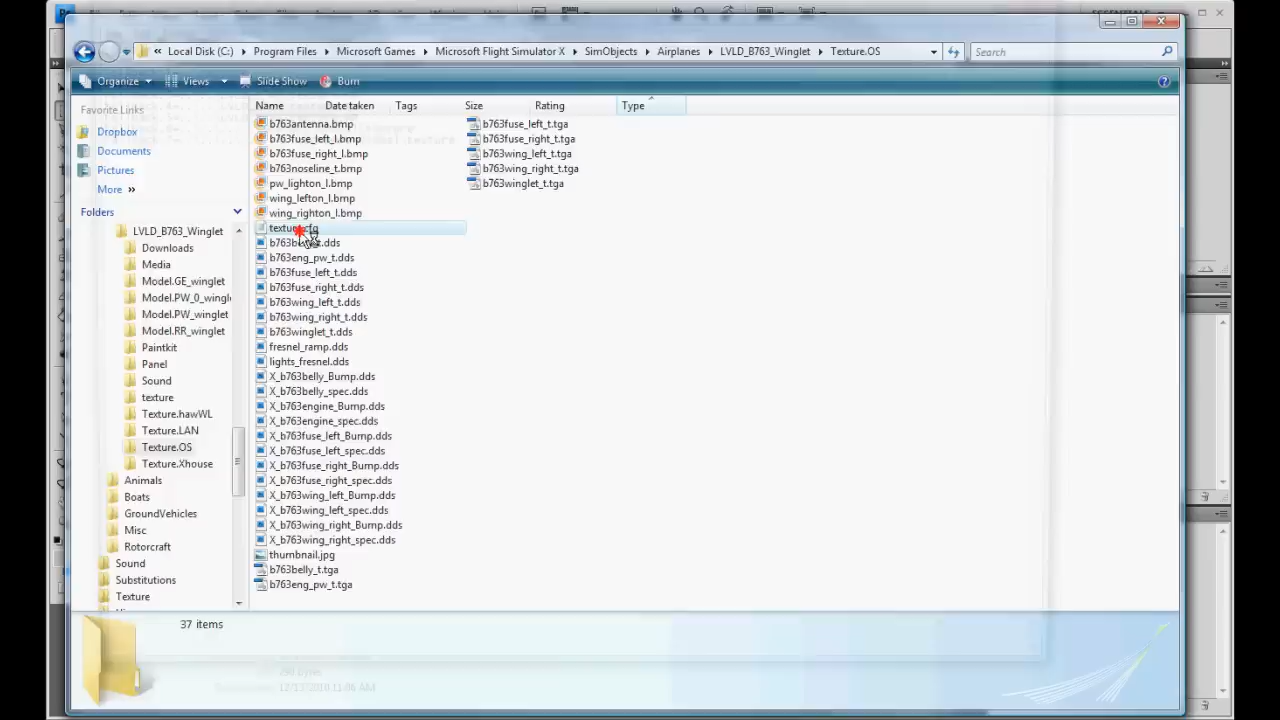 Local Disk (C:) Program Files Microsoft Games Microsoft Flight Simulator X SimObjects Airplanes LVLD_B763_Winglet Texture.OS Search
Organize Views Slide Show Burn
Favorite Links
Dropbox
Documents
Pictures
More »
Folders
LVLD_B763_Winglet
Downloads
Media
Model.GE_winglet
Model.PW_0_wingl
Model.PW_winglet
Model.RR_winglet
Paintkit
Panel
Sound
texture
Texture.hawWL
Texture.LAN
Texture.OS
Texture.Xhouse
Animals
Boats
GroundVehicles
Misc
Rotorcraft
Sound
Substitutions
Texture
Name Date taken Tags Size Rating Type
b763antenna.bmp
b763fuse_left_l.bmp
b763fuse_right_l.bmp
b763noseline_t.bmp
pw_lighton_l.bmp
wing_lefton_l.bmp
wing_righton_l.bmp
b763eng_pw_t.dds
b763fuse_left_t.dds
b763fuse_right_t.dds
b763wing_left_t.dds
b763wing_right_t.dds
b763winglet_t.dds
fresnel_ramp.dds
lights_fresnel.dds
X_b763belly_Bump.dds
X_b763belly_spec.dds
X_b763engine_Bump.dds
X_b763engine_spec.dds
X_b763fuse_left_Bump.dds
X_b763fuse_left_spec.dds
X_b763fuse_right_Bump.dds
X_b763fuse_right_spec.dds
X_b763wing_left_Bump.dds
X_b763wing_left_spec.dds
X_b763wing_right_Bump.dds
X_b763wing_right_spec.dds
thumbnail.jpg
b763belly_t.tga
b763eng_pw_t.tga
b763fuse_left_t.tga
b763fuse_right_t.tga
b763wing_left_t.tga
b763wing_right_t.tga
b763winglet_t.tga
37 items